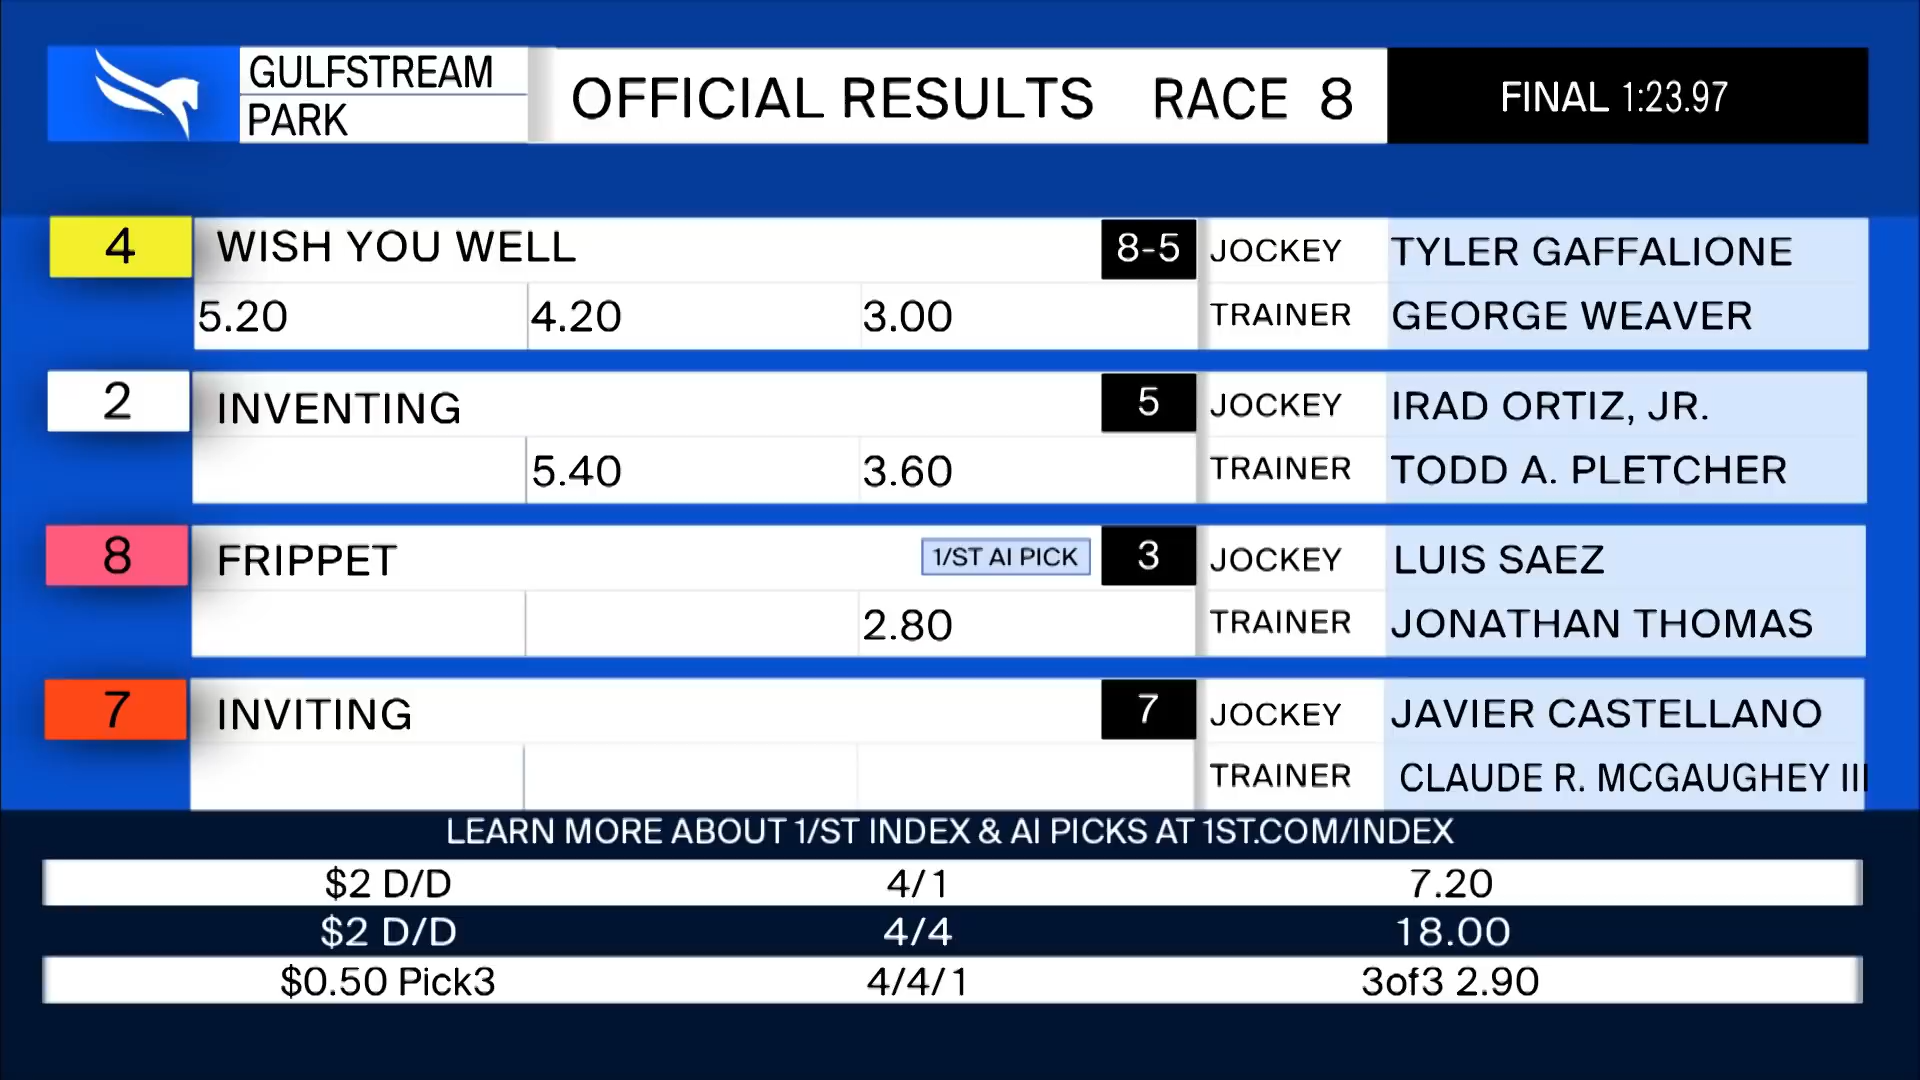 GULFSTREAM
PARK
OFFICIAL RESULTS RACE 8
FINAL 1:23.97
4 WISH YOU WELL 8-5 JOCKEY TYLER GAFFALIONE
5.20 4.20 3.00 TRAINER GEORGE WEAVER
2 INVENTING 5 JOCKEY IRAD ORTIZ, JR.
5.40 3.60 TRAINER TODD A. PLETCHER
8 FRIPPET 1/ST AI PICK 3 JOCKEY LUIS SAEZ
2.80 TRAINER JONATHAN THOMAS
7 INVITING 7 JOCKEY JAVIER CASTELLANO
TRAINER CLAUDE R. MCGAUGHEY III
LEARN MORE ABOUT 1/ST INDEX & AI PICKS AT 1ST.COM/INDEX
$2 D/D 4/1 7.20
$2 D/D 4/4 18.00
$0.50 Pick3 4/4/1 3of3 2.90